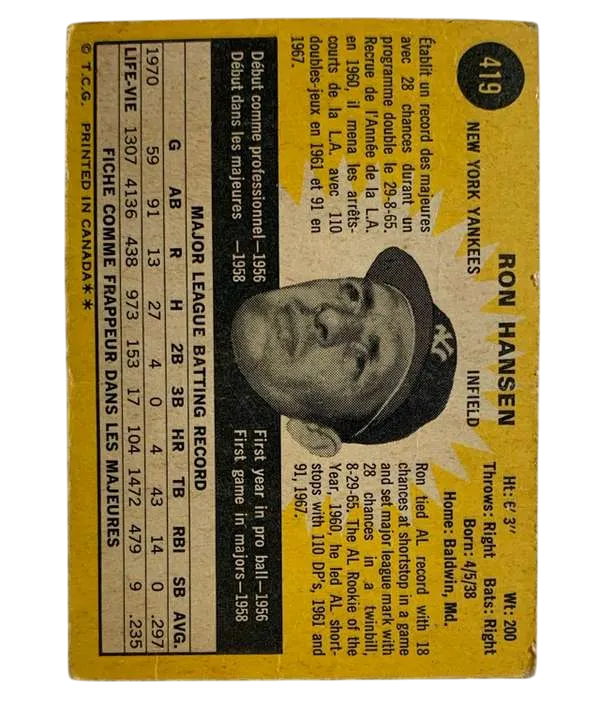 419
RON HANSEN
NEW YORK YANKEES INFIELD
Ht: 6' 3" Wt: 200
Throws: Right Bats: Right
Born: 4/5/38
Home: Baldwin, Md.
Établit un record des majeures
avec 28 chances durant un
programme double le 29-8-65.
Recrue de l'Année de la L.A.
en 1960, il mena les arrêts-
courts de la L.A. avec 110
doubles-jeux en 1961 et 91 en
1967.
Ron tied AL record with 18
chances at shortstop in a game
and set major league mark with
28 chances in a twinbill,
8-29-65. The AL Rookie of the
Year, 1960, he led AL short-
stops with 110 DP's, 1961 and
91, 1967.
Début comme professionnel—1956
Début dans les majeures —1958
First year in pro ball—1956
First game in majors—1958
MAJOR LEAGUE BATTING RECORD
G AB R H 2B 3B HR TB RBI SB AVG.
1970 59 91 13 27 4 0 4 43 14 0 .297
LIFE-VIE 1307 4136 438 973 153 17 104 1472 479 9 .235
FICHE COMME FRAPPEUR DANS LES MAJEURES
© T.C.G. PRINTED IN CANADA**